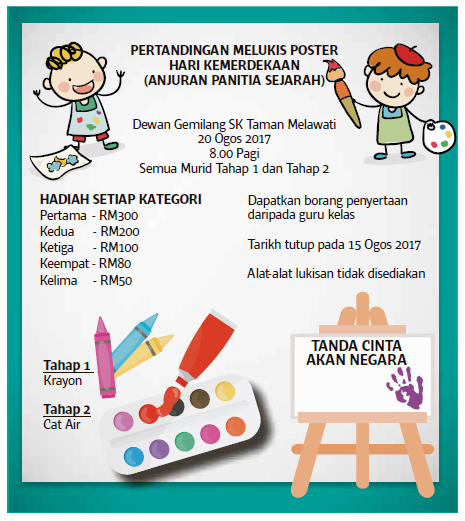 PERTANDINGAN MELUKIS POSTER
HARI KEMERDEKAAN
(ANJURAN PANITIA SEJARAH)
Dewan Gemilang SK Taman Melawati
20 Ogos 2017
8.00 Pagi
Semua Murid Tahap 1 dan Tahap 2
HADIAH SETIAP KATEGORI
Pertama - RM300
Kedua - RM200
Ketiga - RM100
Keempat - RM80
Kelima - RM50
Dapatkan borang penyertaan
daripada guru kelas
Tarikh tutup pada 15 Ogos 2017
Alat-alat lukisan tidak disediakan
Tahap 1
Krayon
Tahap 2
Cat Air
TANDA CINTA
AKAN NEGARA